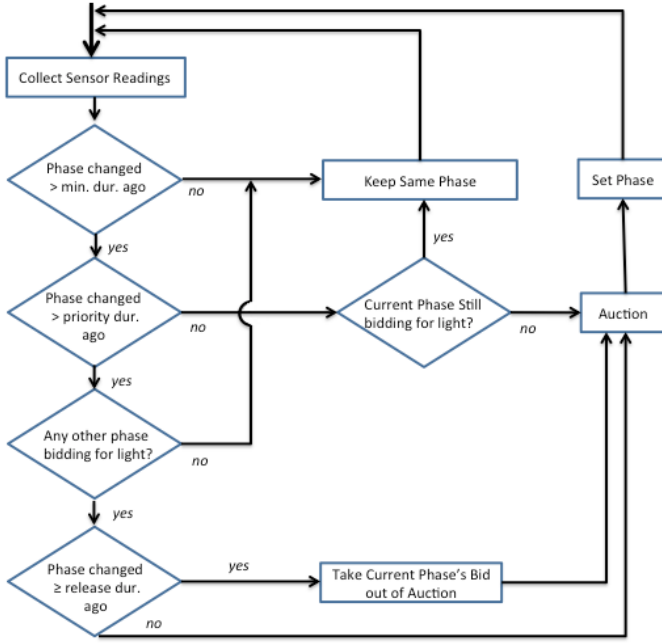 Collect Sensor Readings
Phase changed
> min. dur. ago
no
Keep Same Phase
Set Phase
yes
yes
Phase changed
> priority dur.
ago
no
Current Phase Still
bidding for light?
no
Auction
yes
Any other phase
bidding for light?
no
yes
Phase changed
≥ release dur.
ago
yes
Take Current Phase's Bid
out of Auction
no